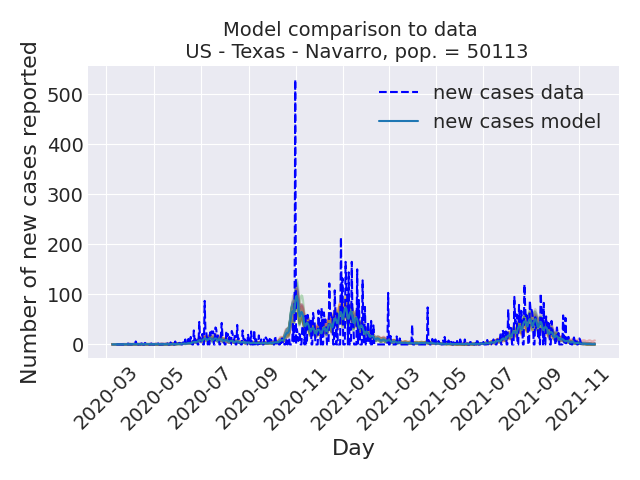 Model comparison to data
US - Texas - Navarro, pop. = 50113
Number of new cases reported
500
400
300
200
100
0
new cases data
new cases model
2020-03
2020-05
2020-07
2020-09
2020-11
2021-01
2021-03
2021-05
2021-07
2021-09
2021-11
Day